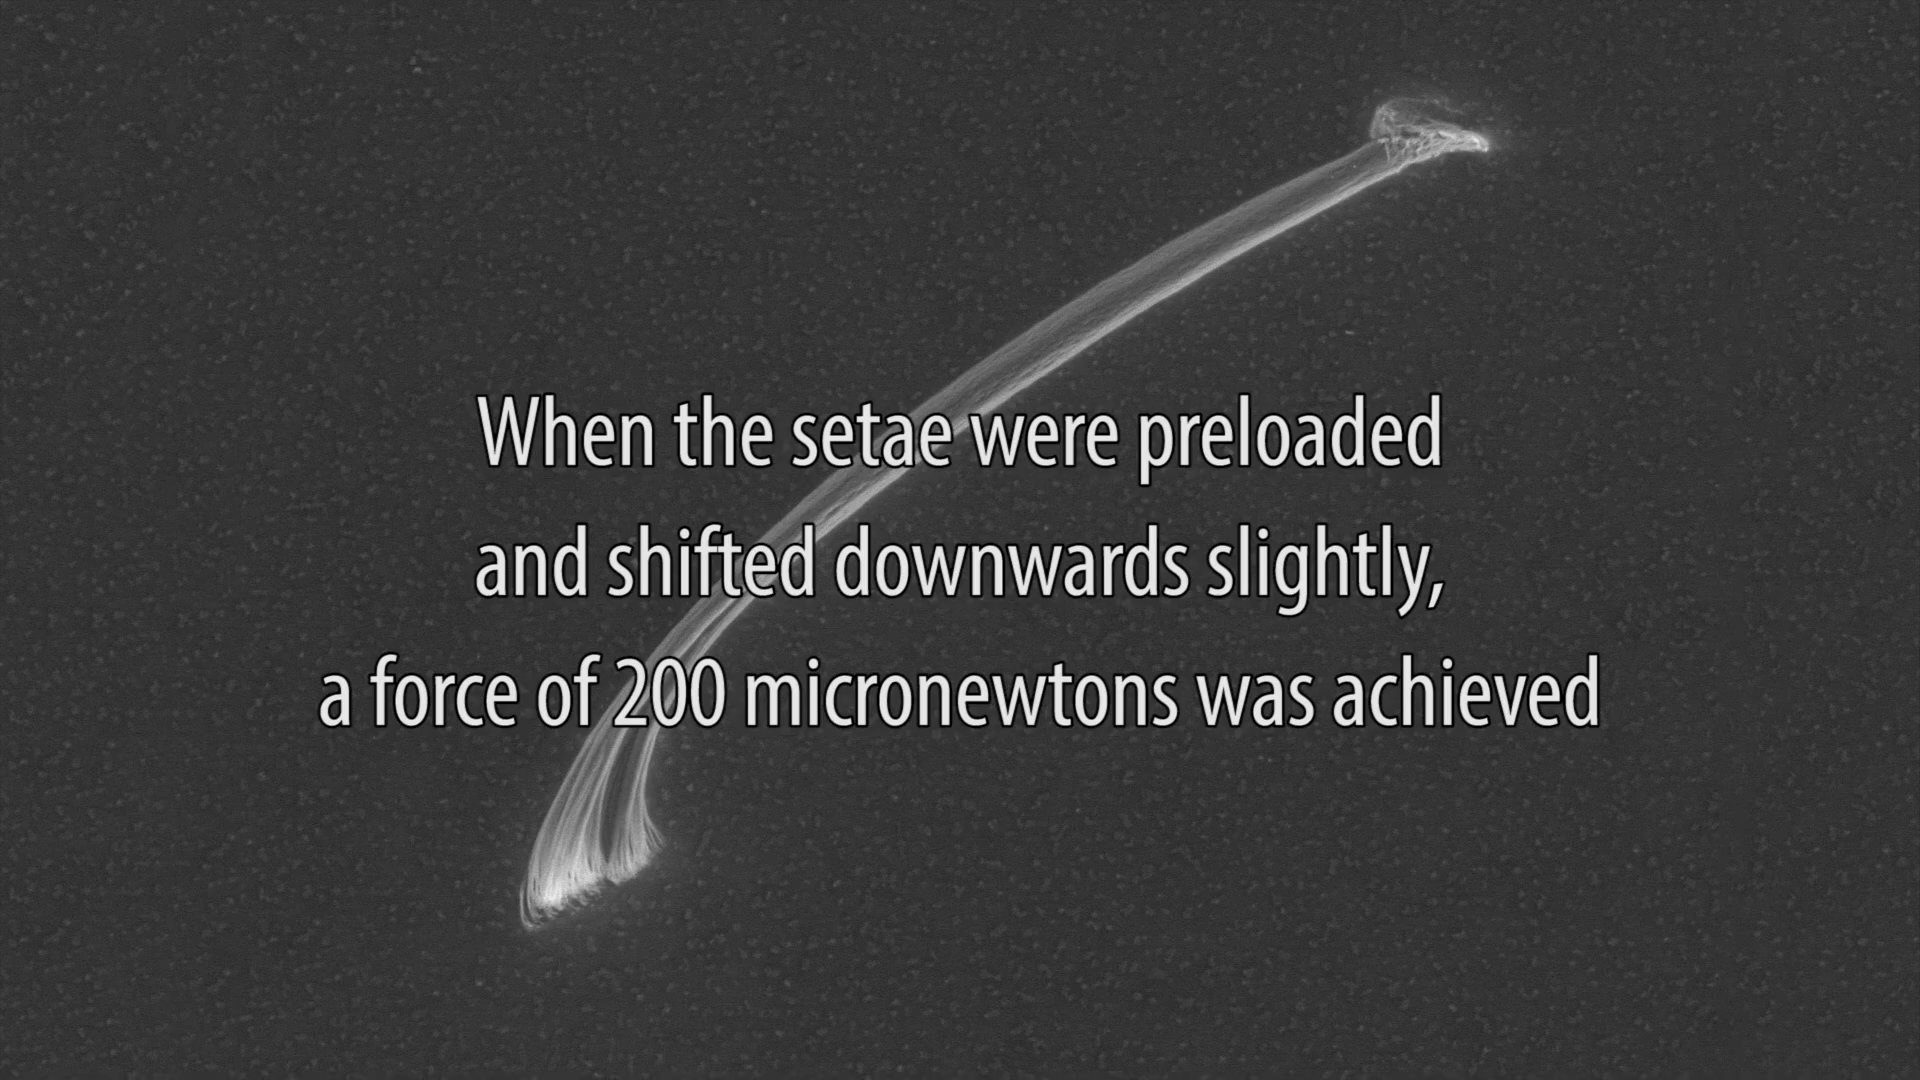 When the setae were preloaded
and shifted downwards slightly,
a force of 200 micronewtons was achieved